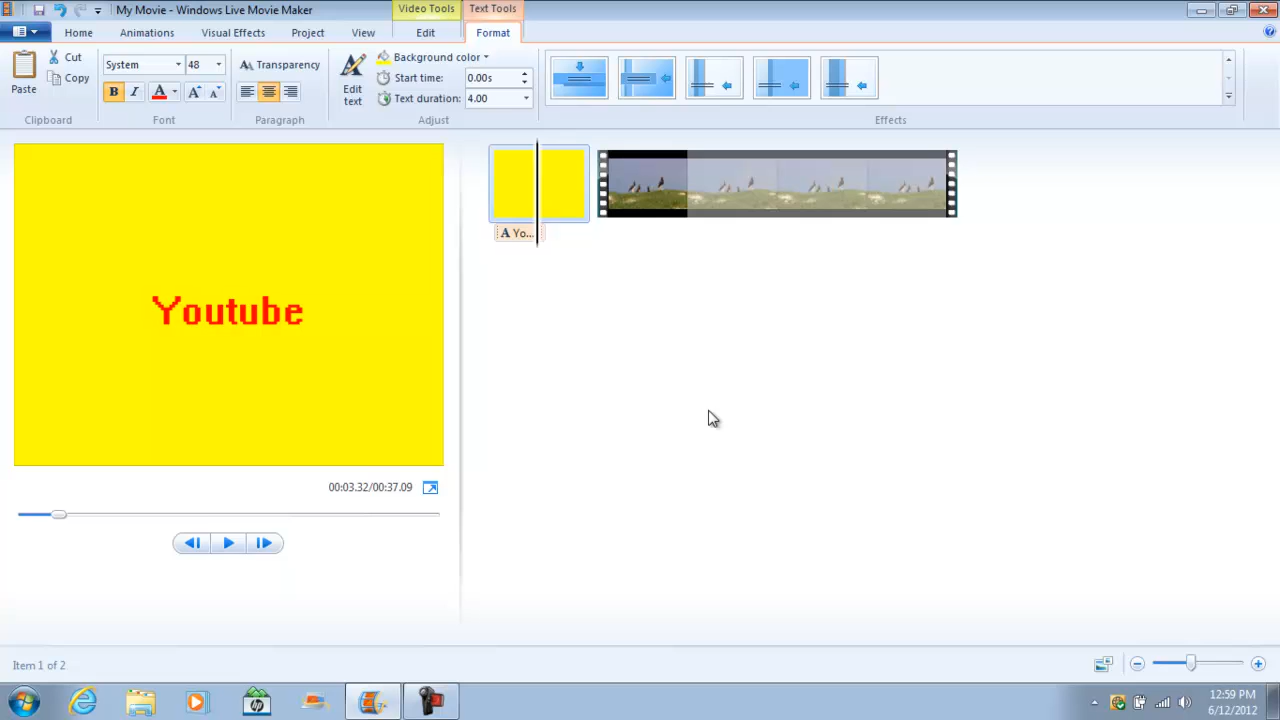 My Movie - Windows Live Movie Maker
Video Tools
Text Tools
Home
Animations
Visual Effects
Project
View
Edit
Format
Paste
Cut
Copy
Clipboard
System
48
B I A A A
Font
Transparency
Paragraph
Edit text
Background color
Start time: 0.00s
Text duration: 4.00
Adjust
Effects
Youtube
A Yo...
00:03.32/00:37.09
Item 1 of 2
hp
12:59 PM
6/12/2012